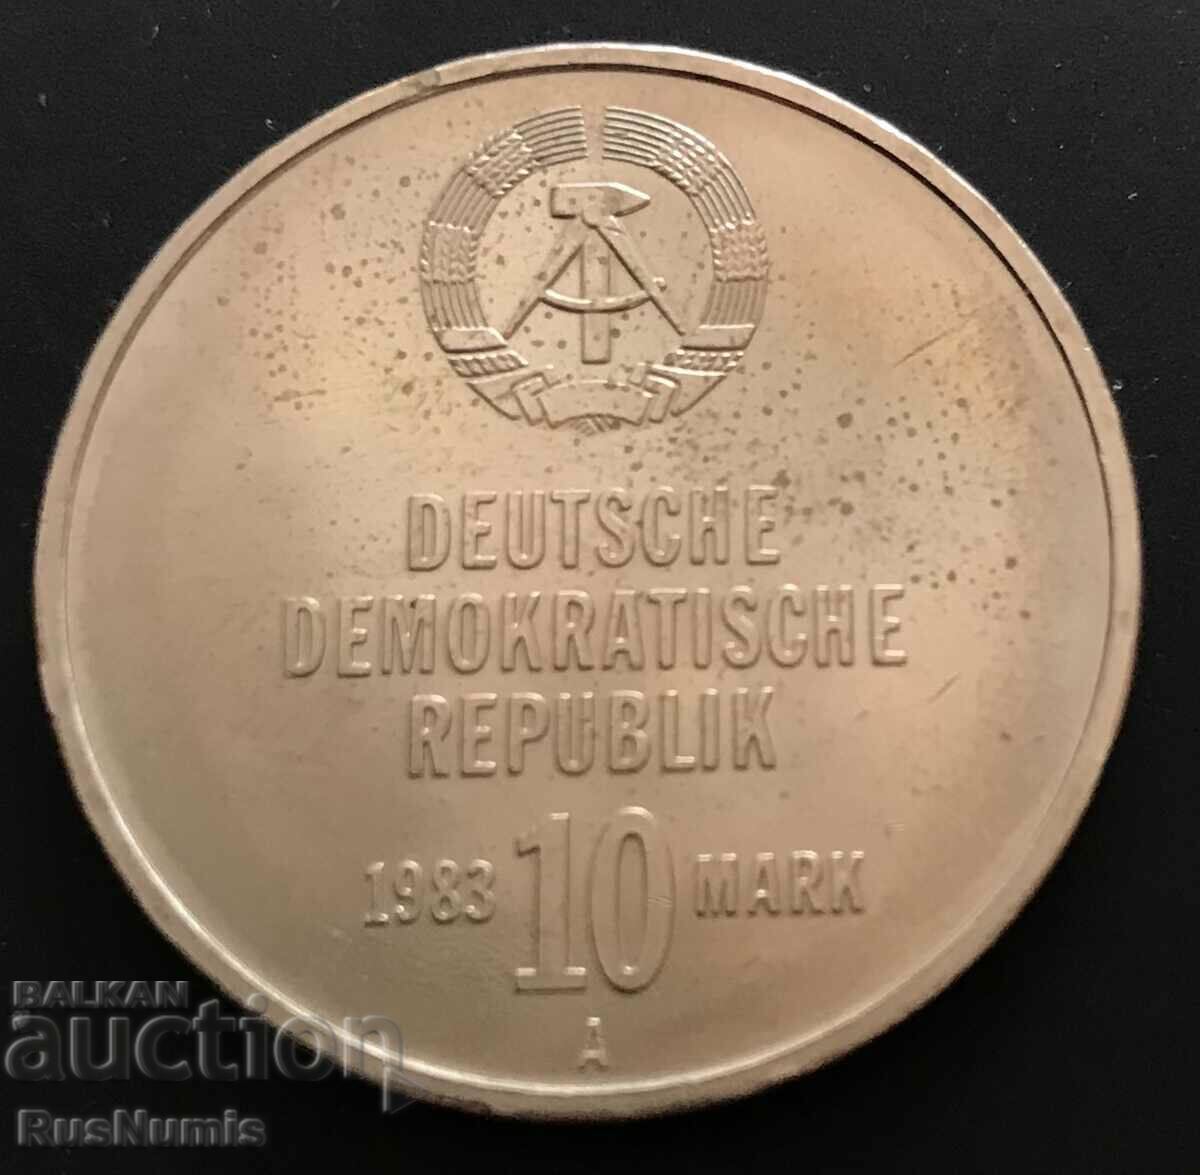 DEUTSCHE
DEMOKRATISCHE
REPUBLIK
1983 10 MARK
A
BALKAN
auction
RusNumis